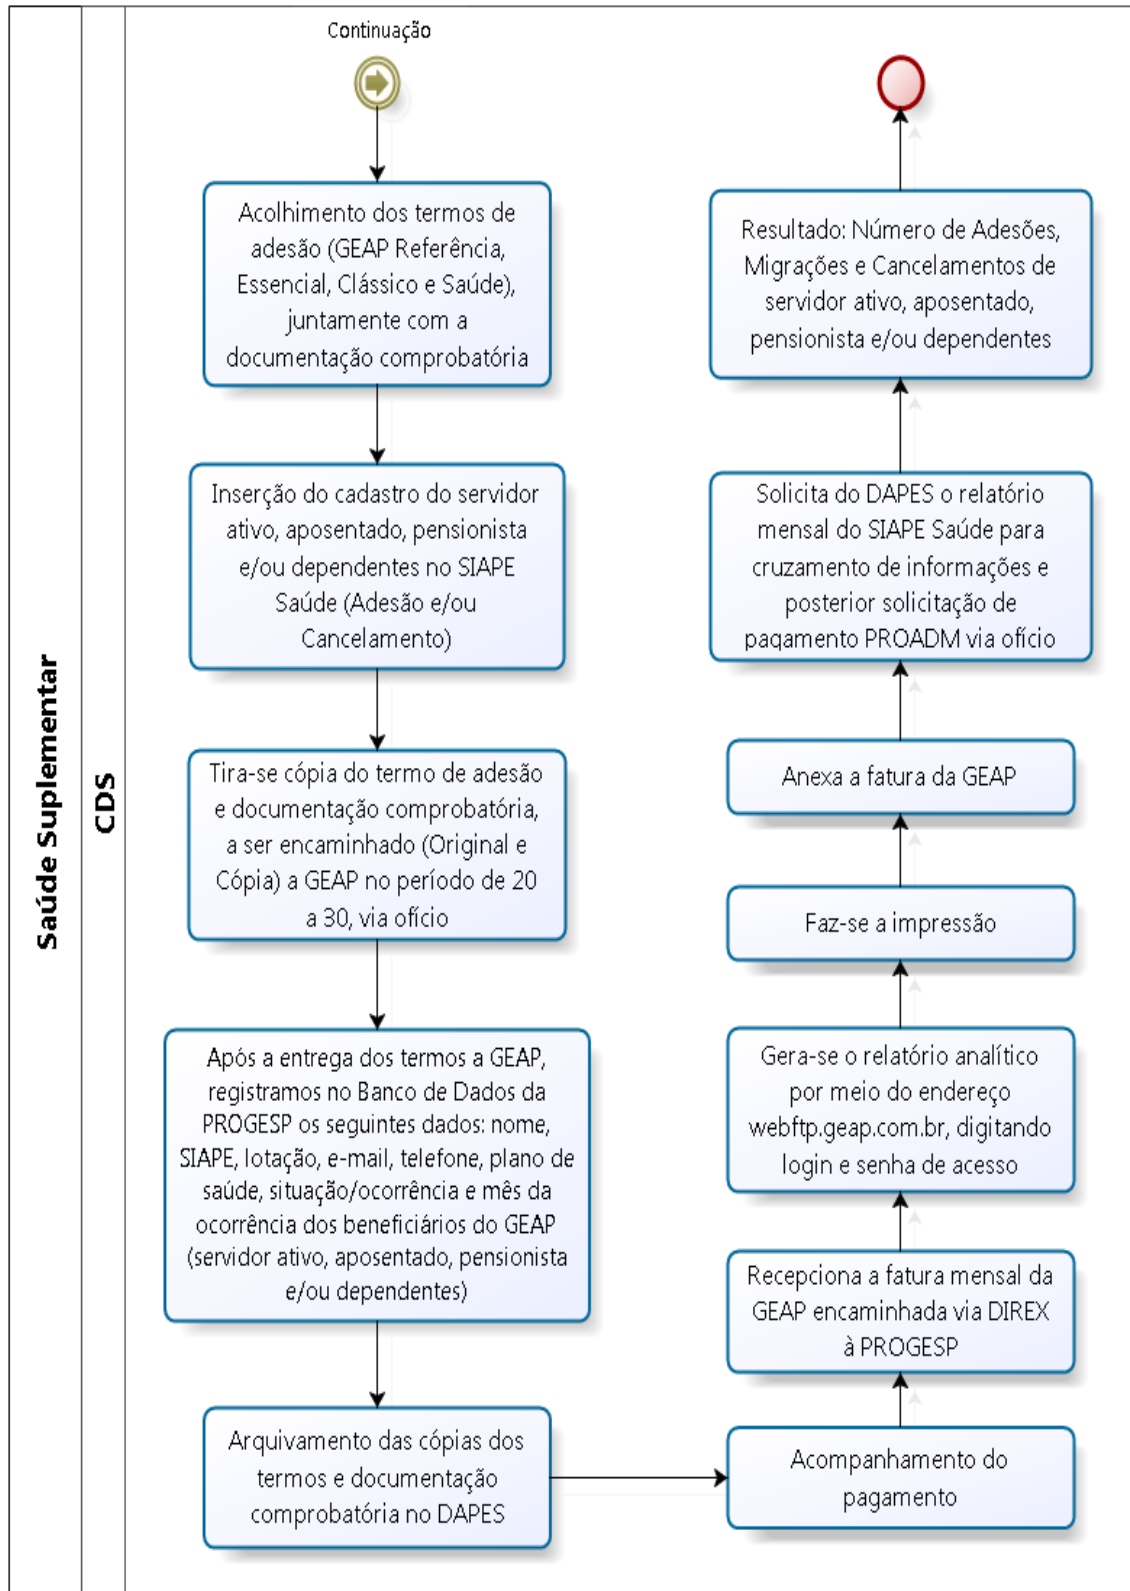 Continuação
Saúde Suplementar
CDS
Acolhimento dos termos de
adesão (GEAP Referência,
Essencial, Clássico e Saúde),
juntamente com a
documentação comprobatória
Inserção do cadastro do servidor
ativo, aposentado, pensionista
e/ou dependentes no SIAPE
Saúde (Adesão e/ou
Cancelamento)
Tira-se cópia do termo de adesão
e documentação comprobatória,
a ser encaminhado (Original e
Cópia) a GEAP no período de 20
a 30, via ofício
Após a entrega dos termos a GEAP,
registramos no Banco de Dados da
PROGESP os seguintes dados: nome,
SIAPE, lotação, e-mail, telefone, plano de
saúde, situação/ocorrência e mês da
ocorrência dos beneficiários do GEAP
(servidor ativo, aposentado, pensionista
e/ou dependentes)
Arquivamento das cópias dos
termos e documentação
comprobatória no DAPES
Acompanhamento do
pagamento
Recepciona a fatura mensal da
GEAP encaminhada via DIREX
à PROGESP
Gera-se o relatório analítico
por meio do endereço
webftp.geap.com.br, digitando
login e senha de acesso
Faz-se a impressão
Anexa a fatura da GEAP
Solicita do DAPES o relatório
mensal do SIAPE Saúde para
cruzamento de informações e
posterior solicitação de
pagamento PROADM via ofício
Resultado: Número de Adesões,
Migrações e Cancelamentos de
servidor ativo, aposentado,
pensionista e/ou dependentes